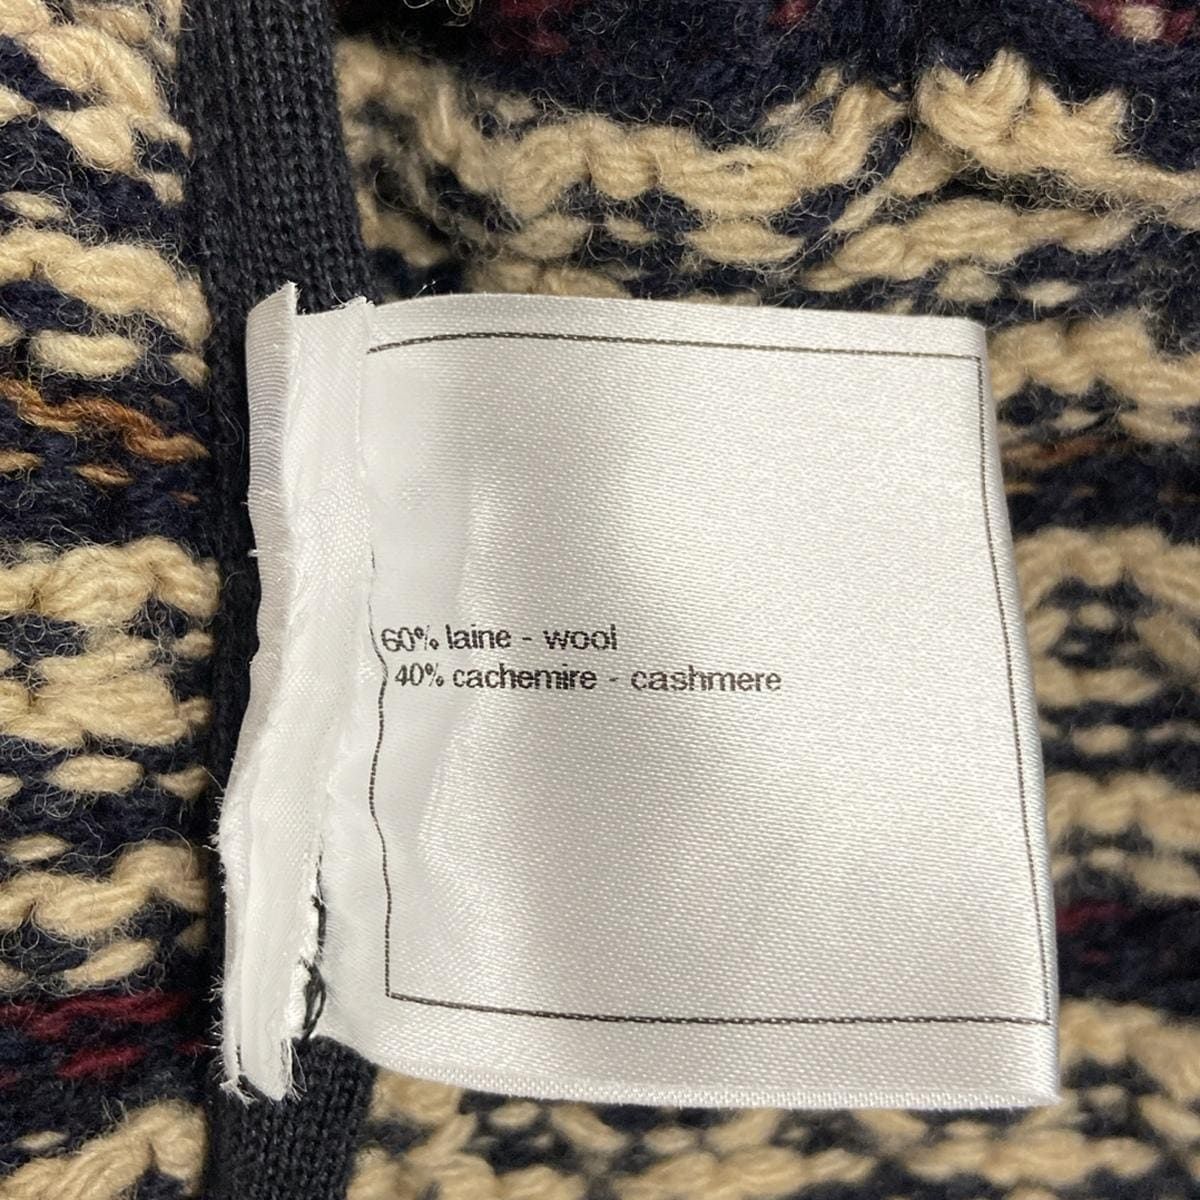 60% laine - wool
40% cachemire - cashmere